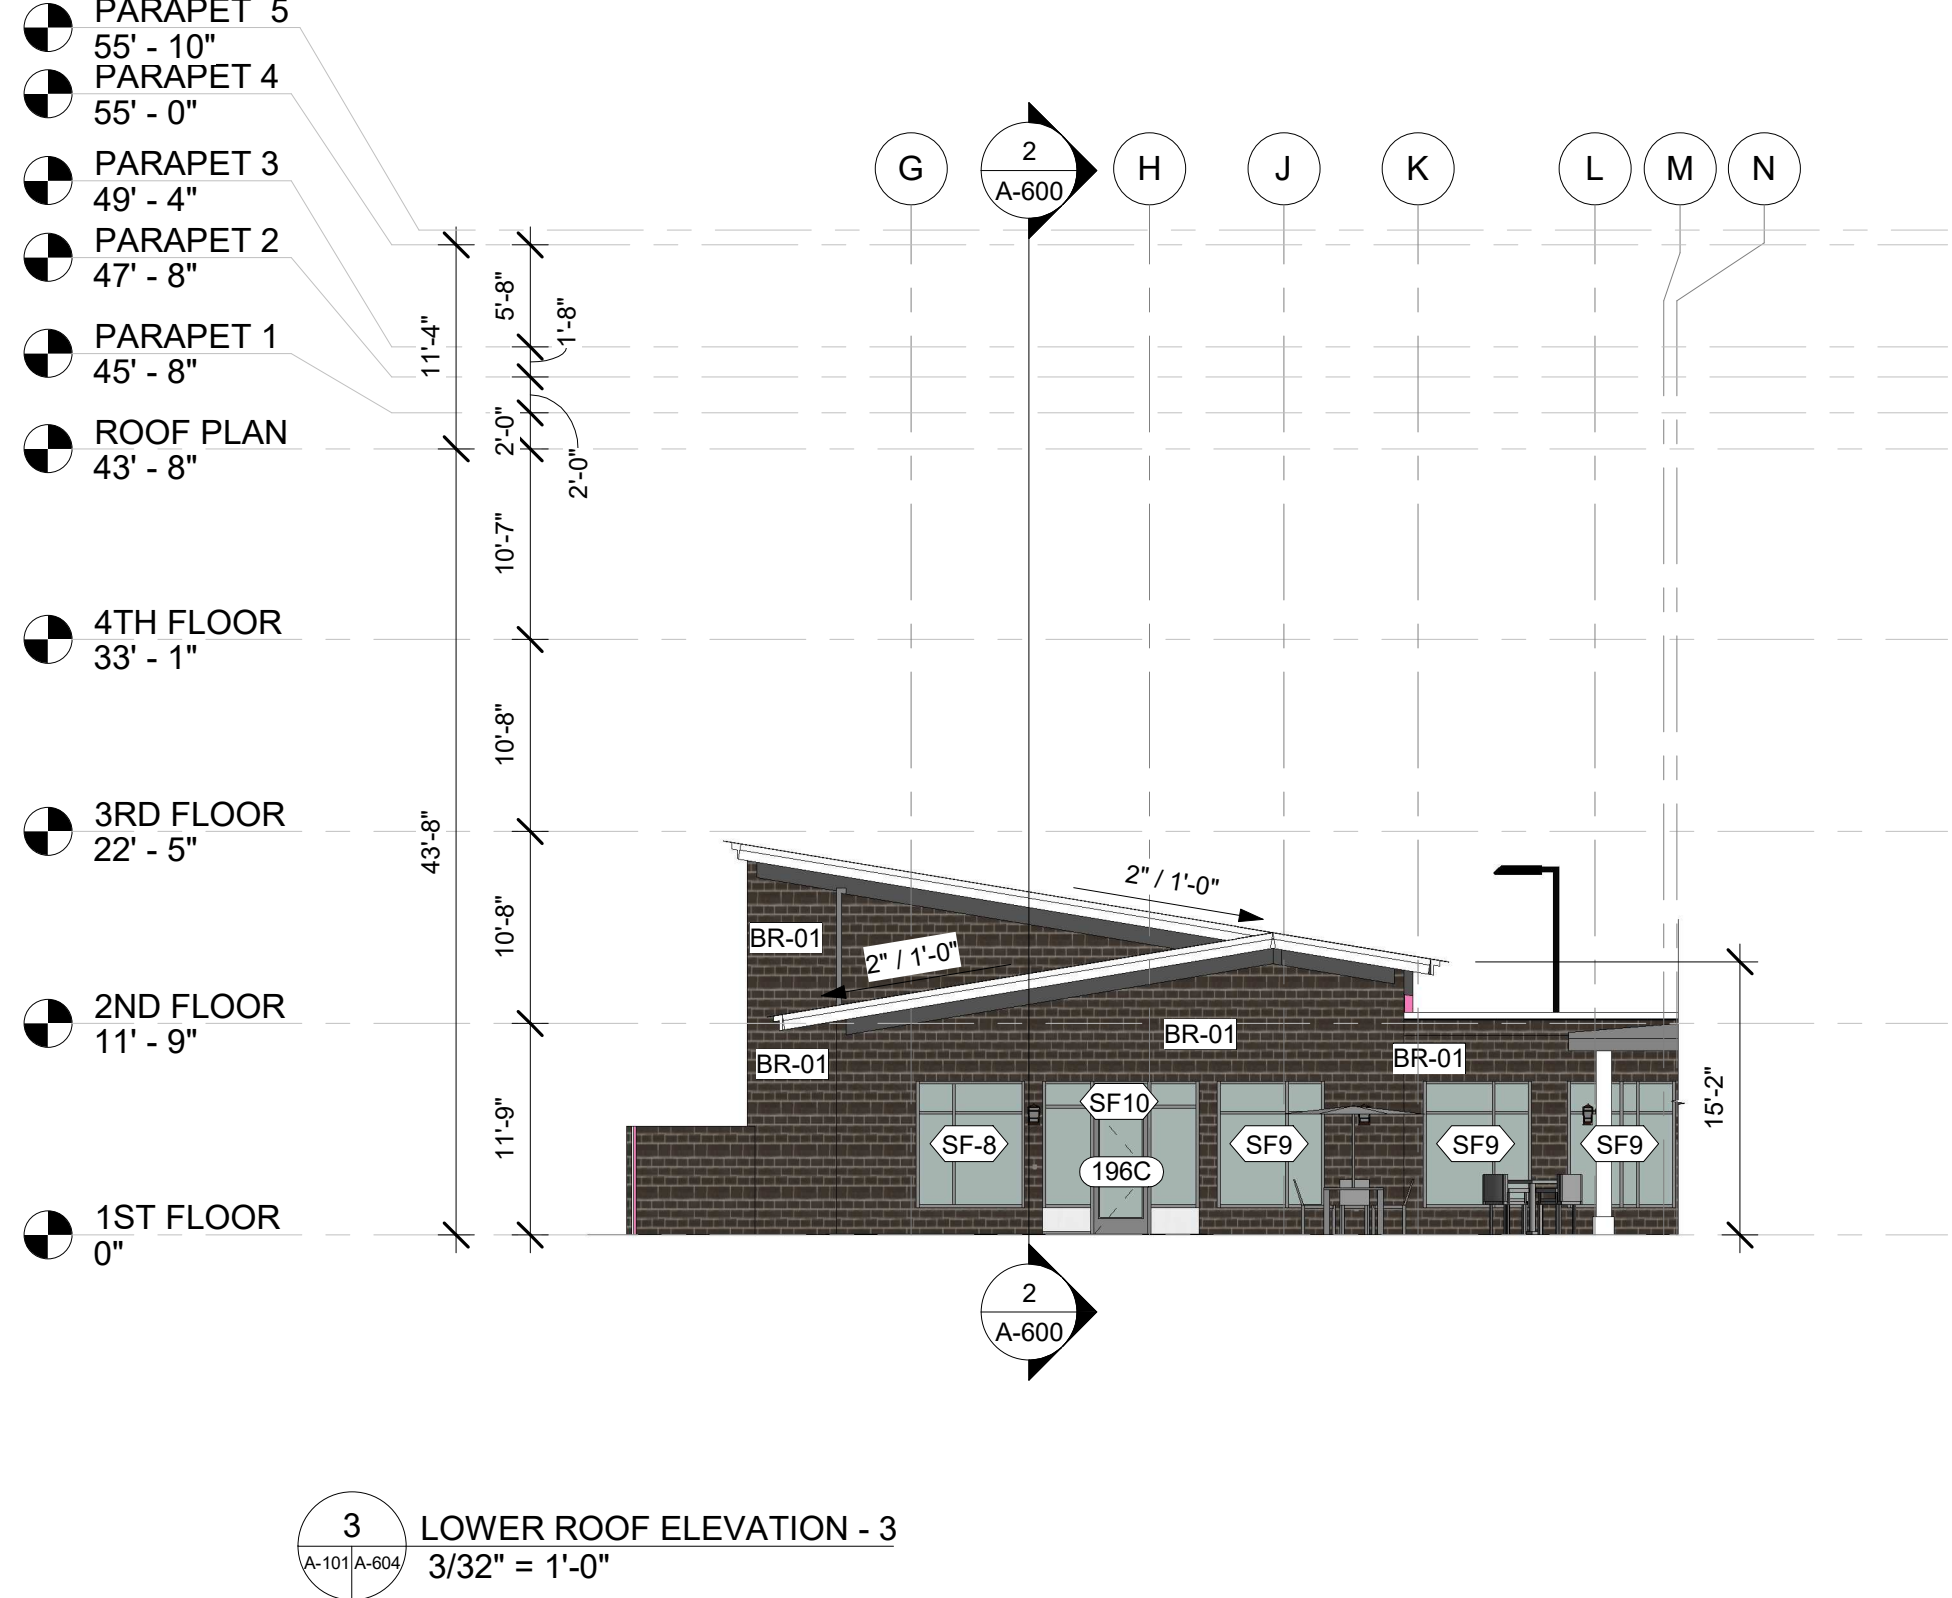 PARAPET 5
55' - 10"
PARAPET 4
55' - 0"
PARAPET 3
49' - 4"
PARAPET 2
47' - 8"
PARAPET 1
45' - 8"
ROOF PLAN
43' - 8"
4TH FLOOR
33' - 1"
3RD FLOOR
22' - 5"
2ND FLOOR
11' - 9"
1ST FLOOR
0"
11'-4"
43'-8"
5'-8"
1'-8"
2'-0"
2'-0"
10'-7"
10'-8"
10'-8"
11'-9"
G
2
A-600
H
J
K
L
M
N
2" / 1'-0"
2" / 1'-0"
BR-01
BR-01
BR-01
BR-01
SF-8
SF10
196C
SF9
SF9
SF9
15'-2"
2
A-600
3
A-101
A-604
LOWER ROOF ELEVATION - 3
3/32" = 1'-0"